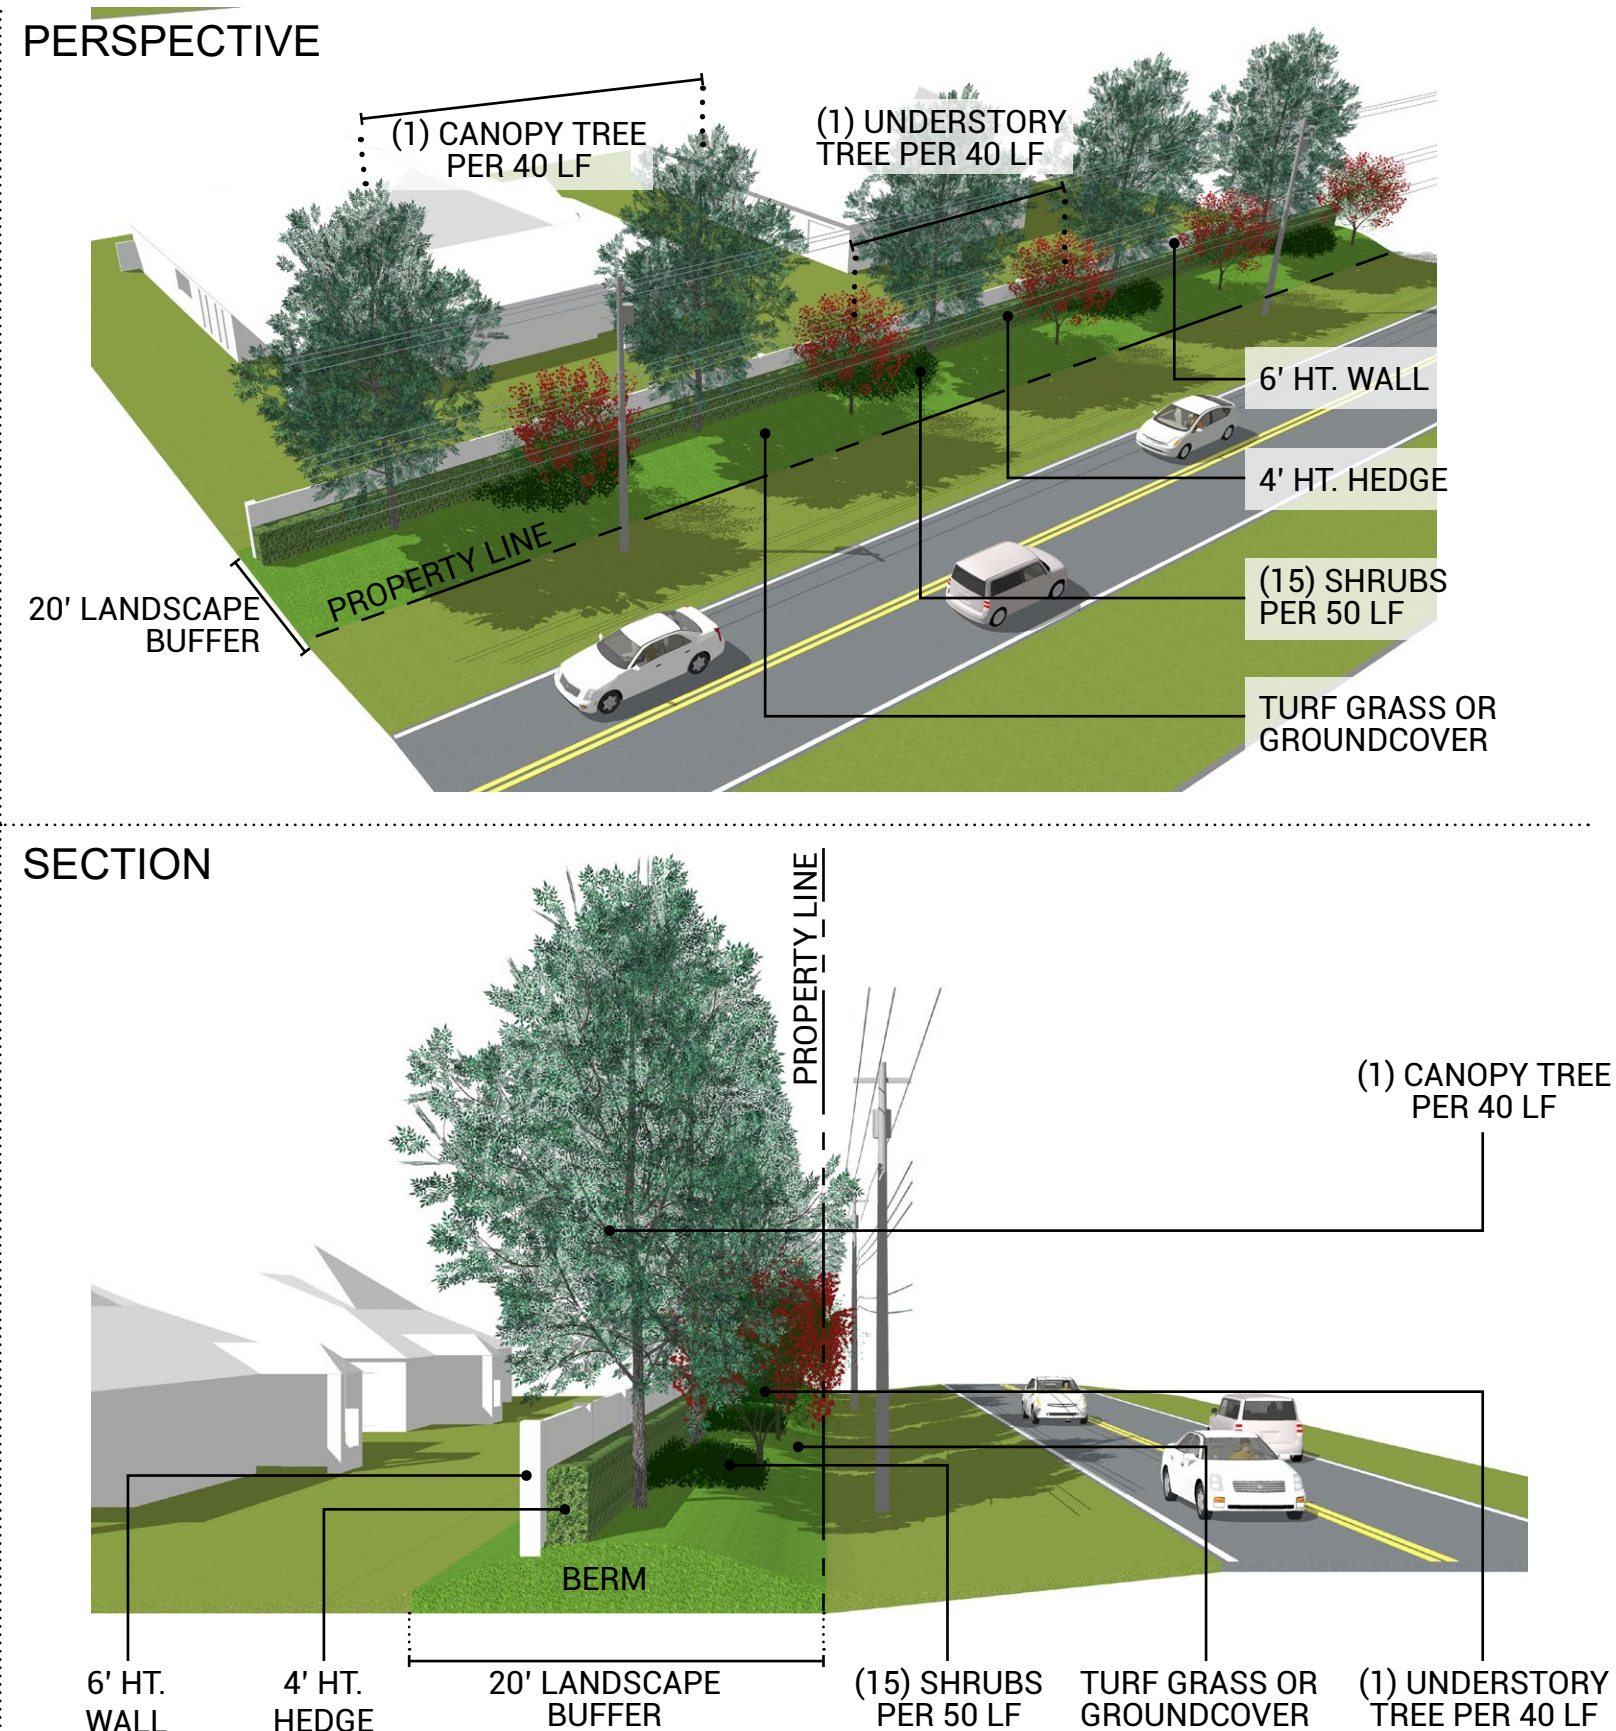 PERSPECTIVE
(1) CANOPY TREE
PER 40 LF
(1) UNDERSTORY
TREE PER 40 LF
6' HT. WALL
4' HT. HEDGE
(15) SHRUBS
PER 50 LF
TURF GRASS OR
GROUNDCOVER
PROPERTY LINE
20' LANDSCAPE
BUFFER
SECTION
PROPERTY LINE
(1) CANOPY TREE
PER 40 LF
BERM
6' HT.
WALL
4' HT.
HEDGE
20' LANDSCAPE
BUFFER
(15) SHRUBS
PER 50 LF
TURF GRASS OR
GROUNDCOVER
(1) UNDERSTORY
TREE PER 40 LF